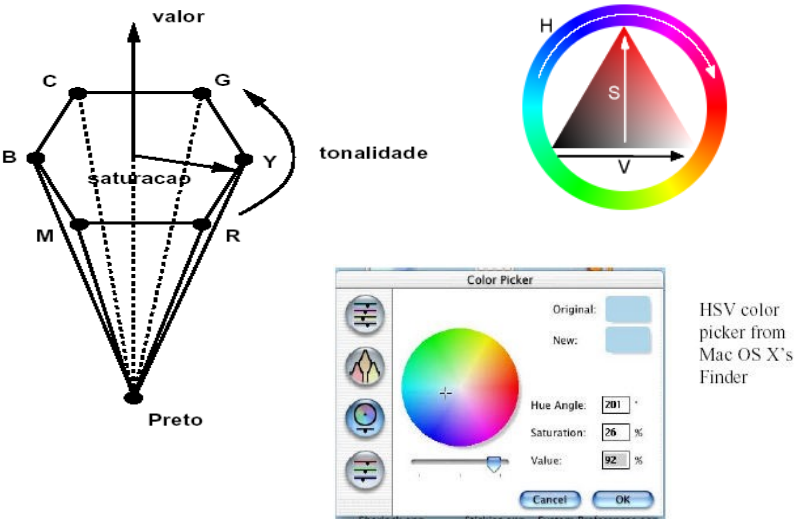 valor
C
G
B
Y
tonalidade
saturacao
M
R
Preto
H
S
V
Color Picker
Original:
New:
Hue Angle: 201 °
Saturation: 26 %
Value: 92 %
Cancel
OK
HSV color
picker from
Mac OS X's
Finder